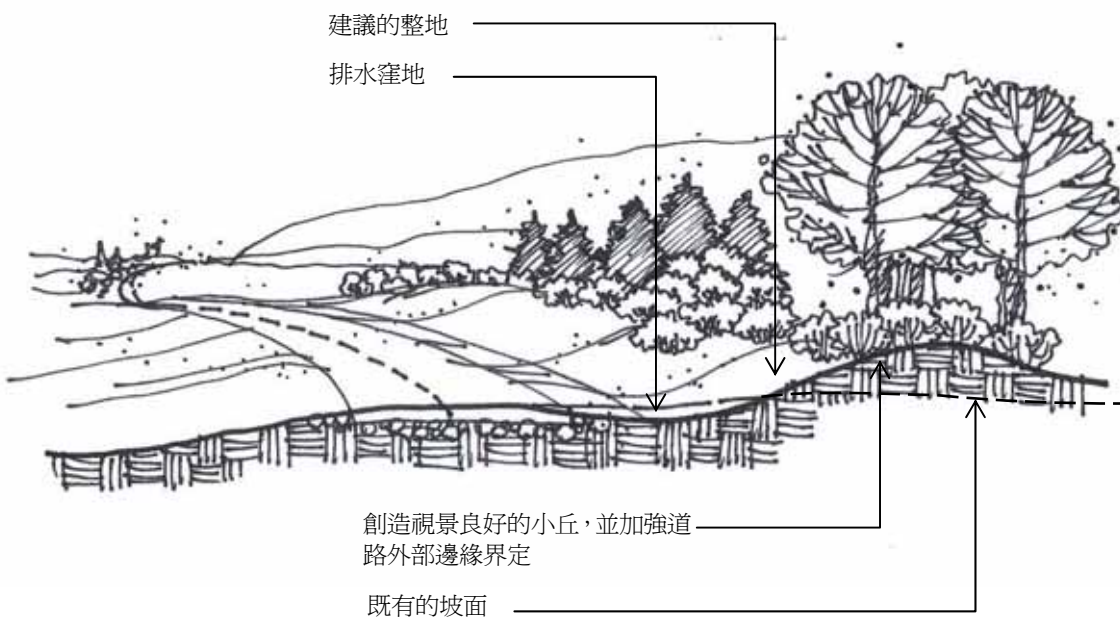 建議的整地
排水窪地
創造視景良好的小丘，並加強道
路外部邊緣界定
既有的坡面